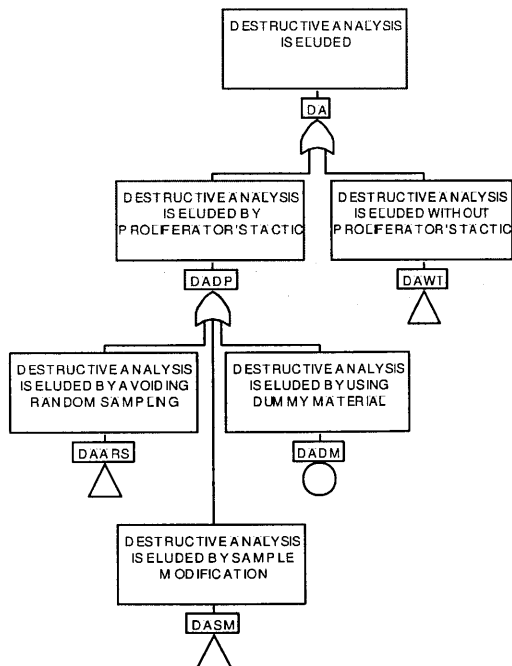 DESTRUCTIVE ANALYSIS
IS ELUDED
DA
DESTRUCTIVE ANALYSIS
IS ELUDED BY
PROLIFERATOR'S TACTIC
DESTRUCTIVE ANALYSIS
IS ELUDED WITHOUT
PROLIFERATOR'S TACTIC
DADP
DAWT
DESTRUCTIVE ANALYSIS
IS ELUDED BY AVOIDING
RANDOM SAMPLING
DESTRUCTIVE ANALYSIS
IS ELUDED BY USING
DUMMY MATERIAL
DAARS
DADM
DESTRUCTIVE ANALYSIS
IS ELUDED BY SAMPLE
MODIFICATION
DASM